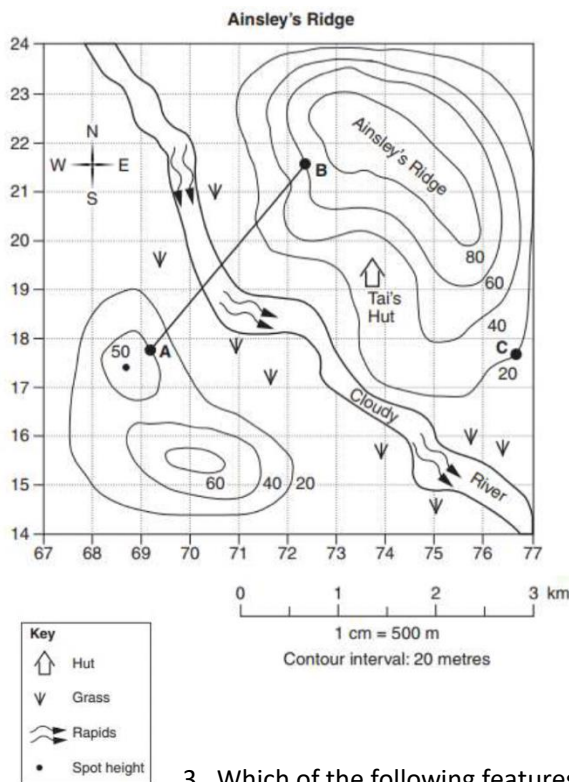 Ainsley's Ridge
24
23
22
21
20
19
18
17
16
15
14
N
W E
S
B
Ainsley's Ridge
80
60
40
Tai's
Hut
C
20
50
A
Cloudy
River
60 40 20
67 68 69 70 71 72 73 74 75 76 77
0 1 2 3 km
1 cm = 500 m
Contour interval: 20 metres
Key
Hut
Grass
Rapids
Spot height
3. Which of the following features